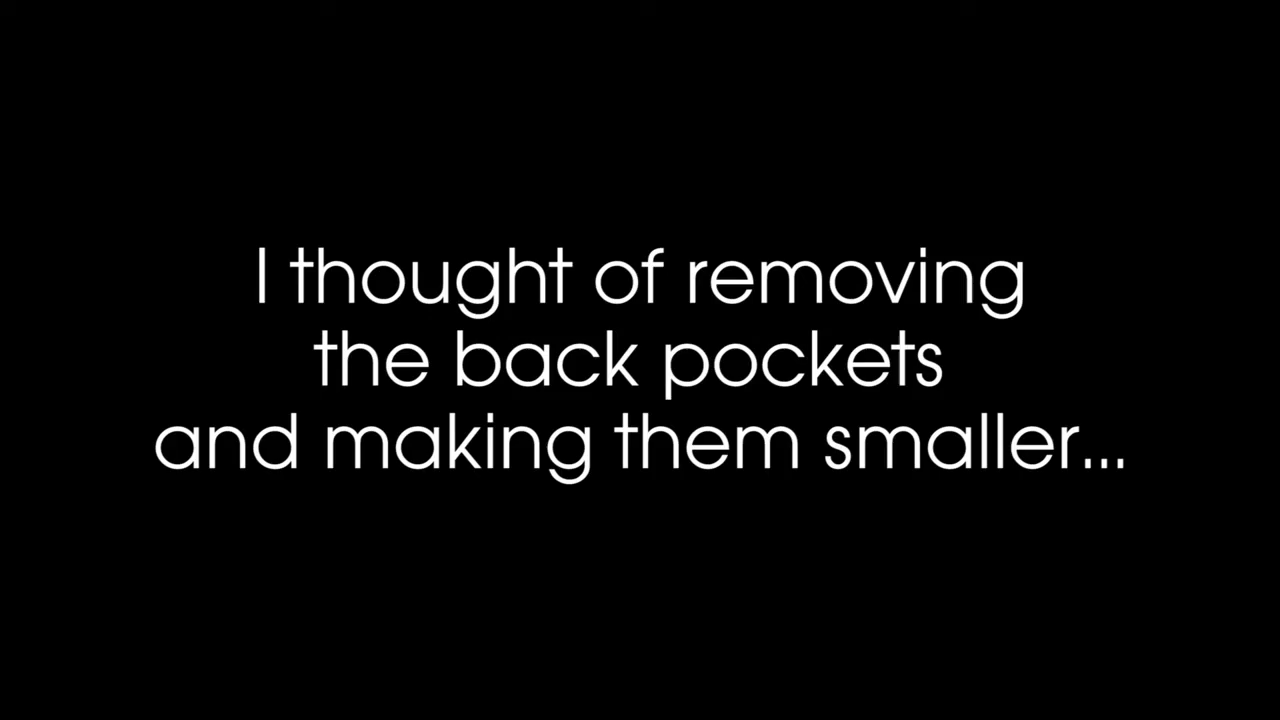 I thought of removing
the back pockets
and making them smaller...